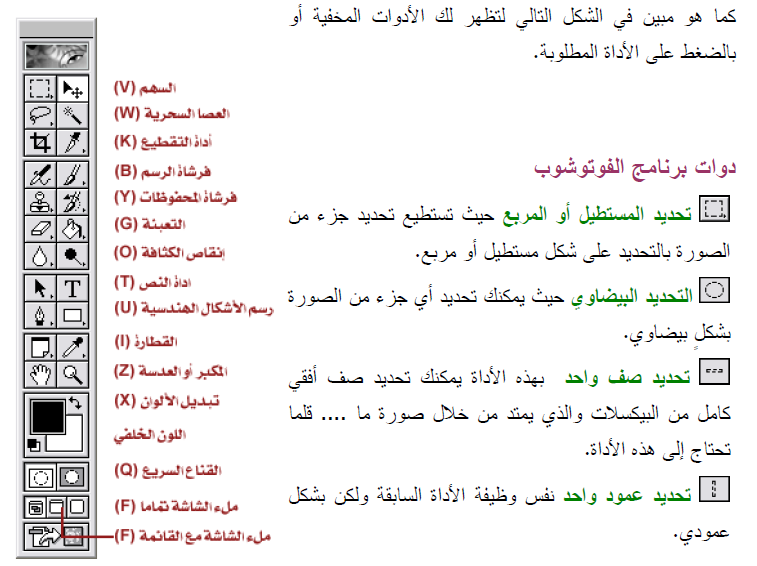 كما هو مبين في الشكل التالي لتظهر لك الأدوات المخفية أو
بالضغط على الأداة المطلوبة.
دوات برنامج الفوتوشوب
تحديد المستطيل أو المربع حيث تستطيع تحديد جزء من
الصورة بالتحديد على شكل مستطيل أو مربع.
التحديد البيضاوي حيث يمكنك تحديد أي جزء من الصورة
بشكلٍ بيضاوي.
تحديد صف واحد بهذه الأداة يمكنك تحديد صف أفقي
كامل من البيكسلات والذي يمتد من خلال صورة ما .... قلما
تحتاج إلى هذه الأداة.
تحديد عمود واحد نفس وظيفة الأداة السابقة ولكن بشكل
عمودي.
السهم (V)
العصا السحرية (W)
أداة التقطيع (K)
فرشاة الرسم (B)
فرشاة المحفوظات (Y)
التعبئة (G)
إنقاص الكثافة (O)
اداة النص (T)
رسم الأشكال الهندسية (U)
القطارة (I)
المكبر أو العدسة (Z)
تبديل الألوان (X)
اللون الخلفي
القناع السريع (Q)
ملء الشاشة تماما (F)
ملء الشاشة مع القائمة (F)